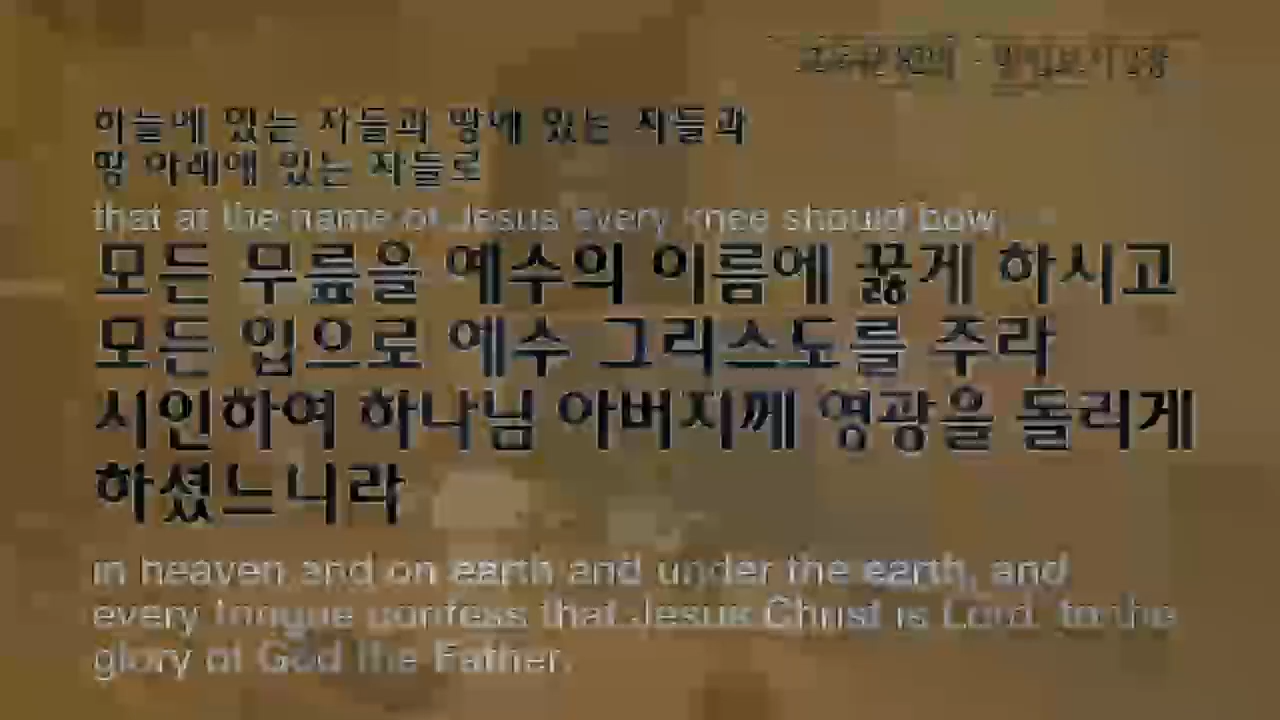 하늘에 있는 자들과 땅에 있는 자들과
땅 아래에 있는 자들로
that at the name of Jesus every knee should bow,
모든 무릎을 예수의 이름에 꿇게 하시고
모든 입으로 예수 그리스도를 주라
시인하여 하나님 아버지께 영광을 돌리게
하셨느니라
in heaven and on earth and under the earth, and
every tongue confess that Jesus Christ is Lord, to the
glory of God the Father.